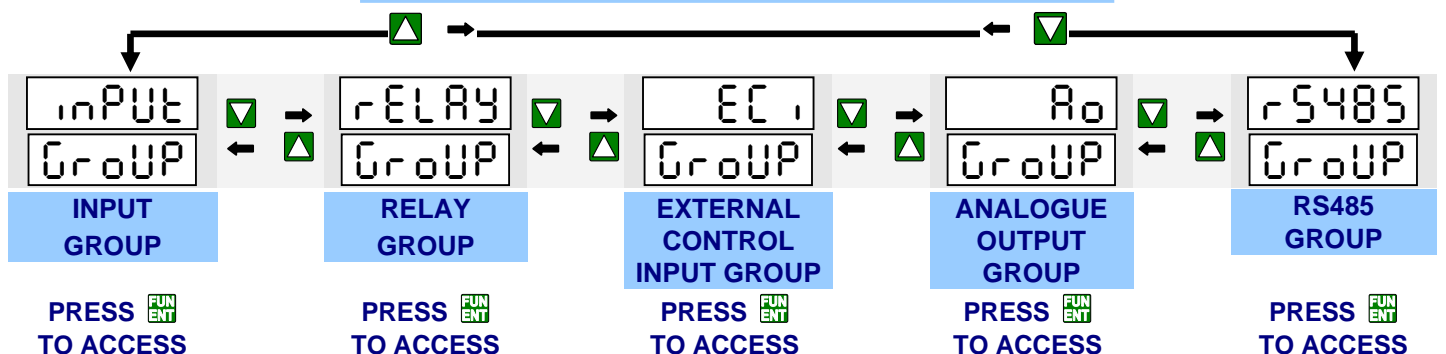 inPUt
GroUP
rELAY
GroUP
ECi
GroUP
Ao
GroUP
rS485
GroUP
INPUT
GROUP
RELAY
GROUP
EXTERNAL
CONTROL
INPUT GROUP
ANALOGUE
OUTPUT
GROUP
RS485
GROUP
PRESS FUN ENT
TO ACCESS
PRESS FUN ENT
TO ACCESS
PRESS FUN ENT
TO ACCESS
PRESS FUN ENT
TO ACCESS
PRESS FUN ENT
TO ACCESS